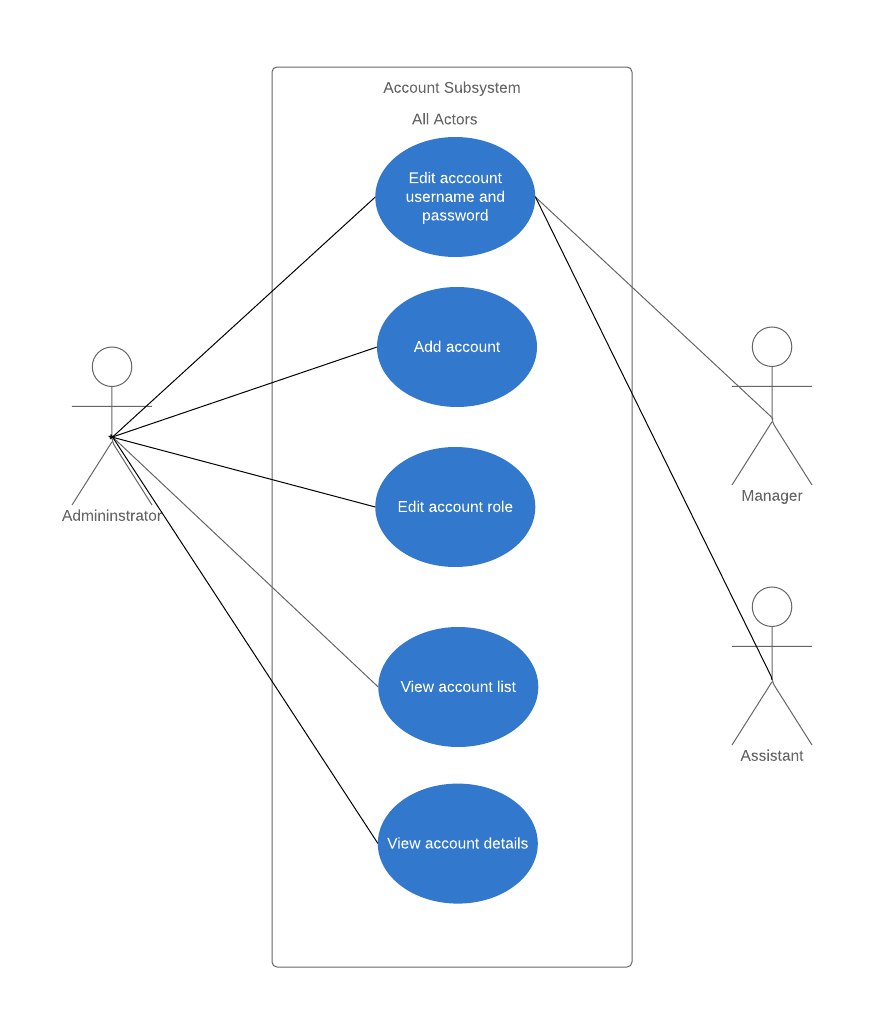 Account Subsystem
All Actors
Edit acccount
username and
password
Add account
Edit account role
View account list
View account details
Admininstrator
Manager
Assistant